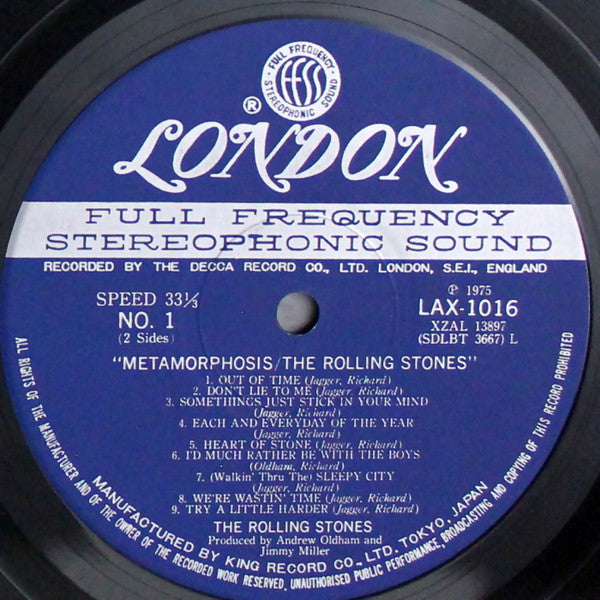 FULL FREQUENCY
ffss
STEREOPHONIC SOUND
®
LONDON
FULL FREQUENCY
STEREOPHONIC SOUND
RECORDED BY THE DECCA RECORD CO., LTD. LONDON, S.E.I., ENGLAND
SPEED 33⅓
NO. 1
(2 Sides)
℗ 1975
LAX-1016
XZAL 13897
(SDLBT 3667) L
"METAMORPHOSIS/THE ROLLING STONES"
1. OUT OF TIME (Jagger, Richard)
2. DON'T LIE TO ME (Jagger, Richard)
3. SOMETHINGS JUST STICK IN YOUR MIND
(Jagger, Richard)
4. EACH AND EVERYDAY OF THE YEAR
(Jagger, Richard)
5. HEART OF STONE (Jagger, Richard)
6. I'D MUCH RATHER BE WITH THE BOYS
(Oldham, Richard)
7. (Walkin' Thru The) SLEEPY CITY
(Jagger, Richard)
8. WE'RE WASTIN' TIME (Jagger, Richard)
9. TRY A LITTLE HARDER (Jagger, Richard)
THE ROLLING STONES
Produced by Andrew Oldham and
Jimmy Miller
MANUFACTURED BY KING RECORD CO., LTD. TOKYO, JAPAN
ALL RIGHTS OF THE MANUFACTURER AND OF THE OWNER OF THE RECORDED WORK RESERVED, UNAUTHORISED PUBLIC PERFORMANCE, BROADCASTING AND COPYING OF THIS RECORD PROHIBITED